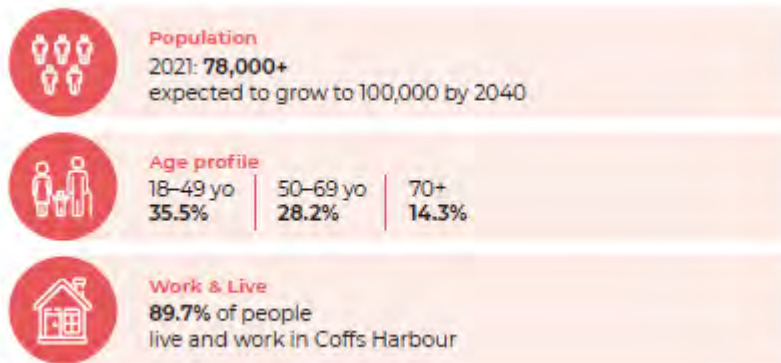 Population
2021: 78,000+
expected to grow to 100,000 by 2040
Age profile
18–49 yo 50–69 yo 70+
35.5% 28.2% 14.3%
Work & Live
89.7% of people
live and work in Coffs Harbour